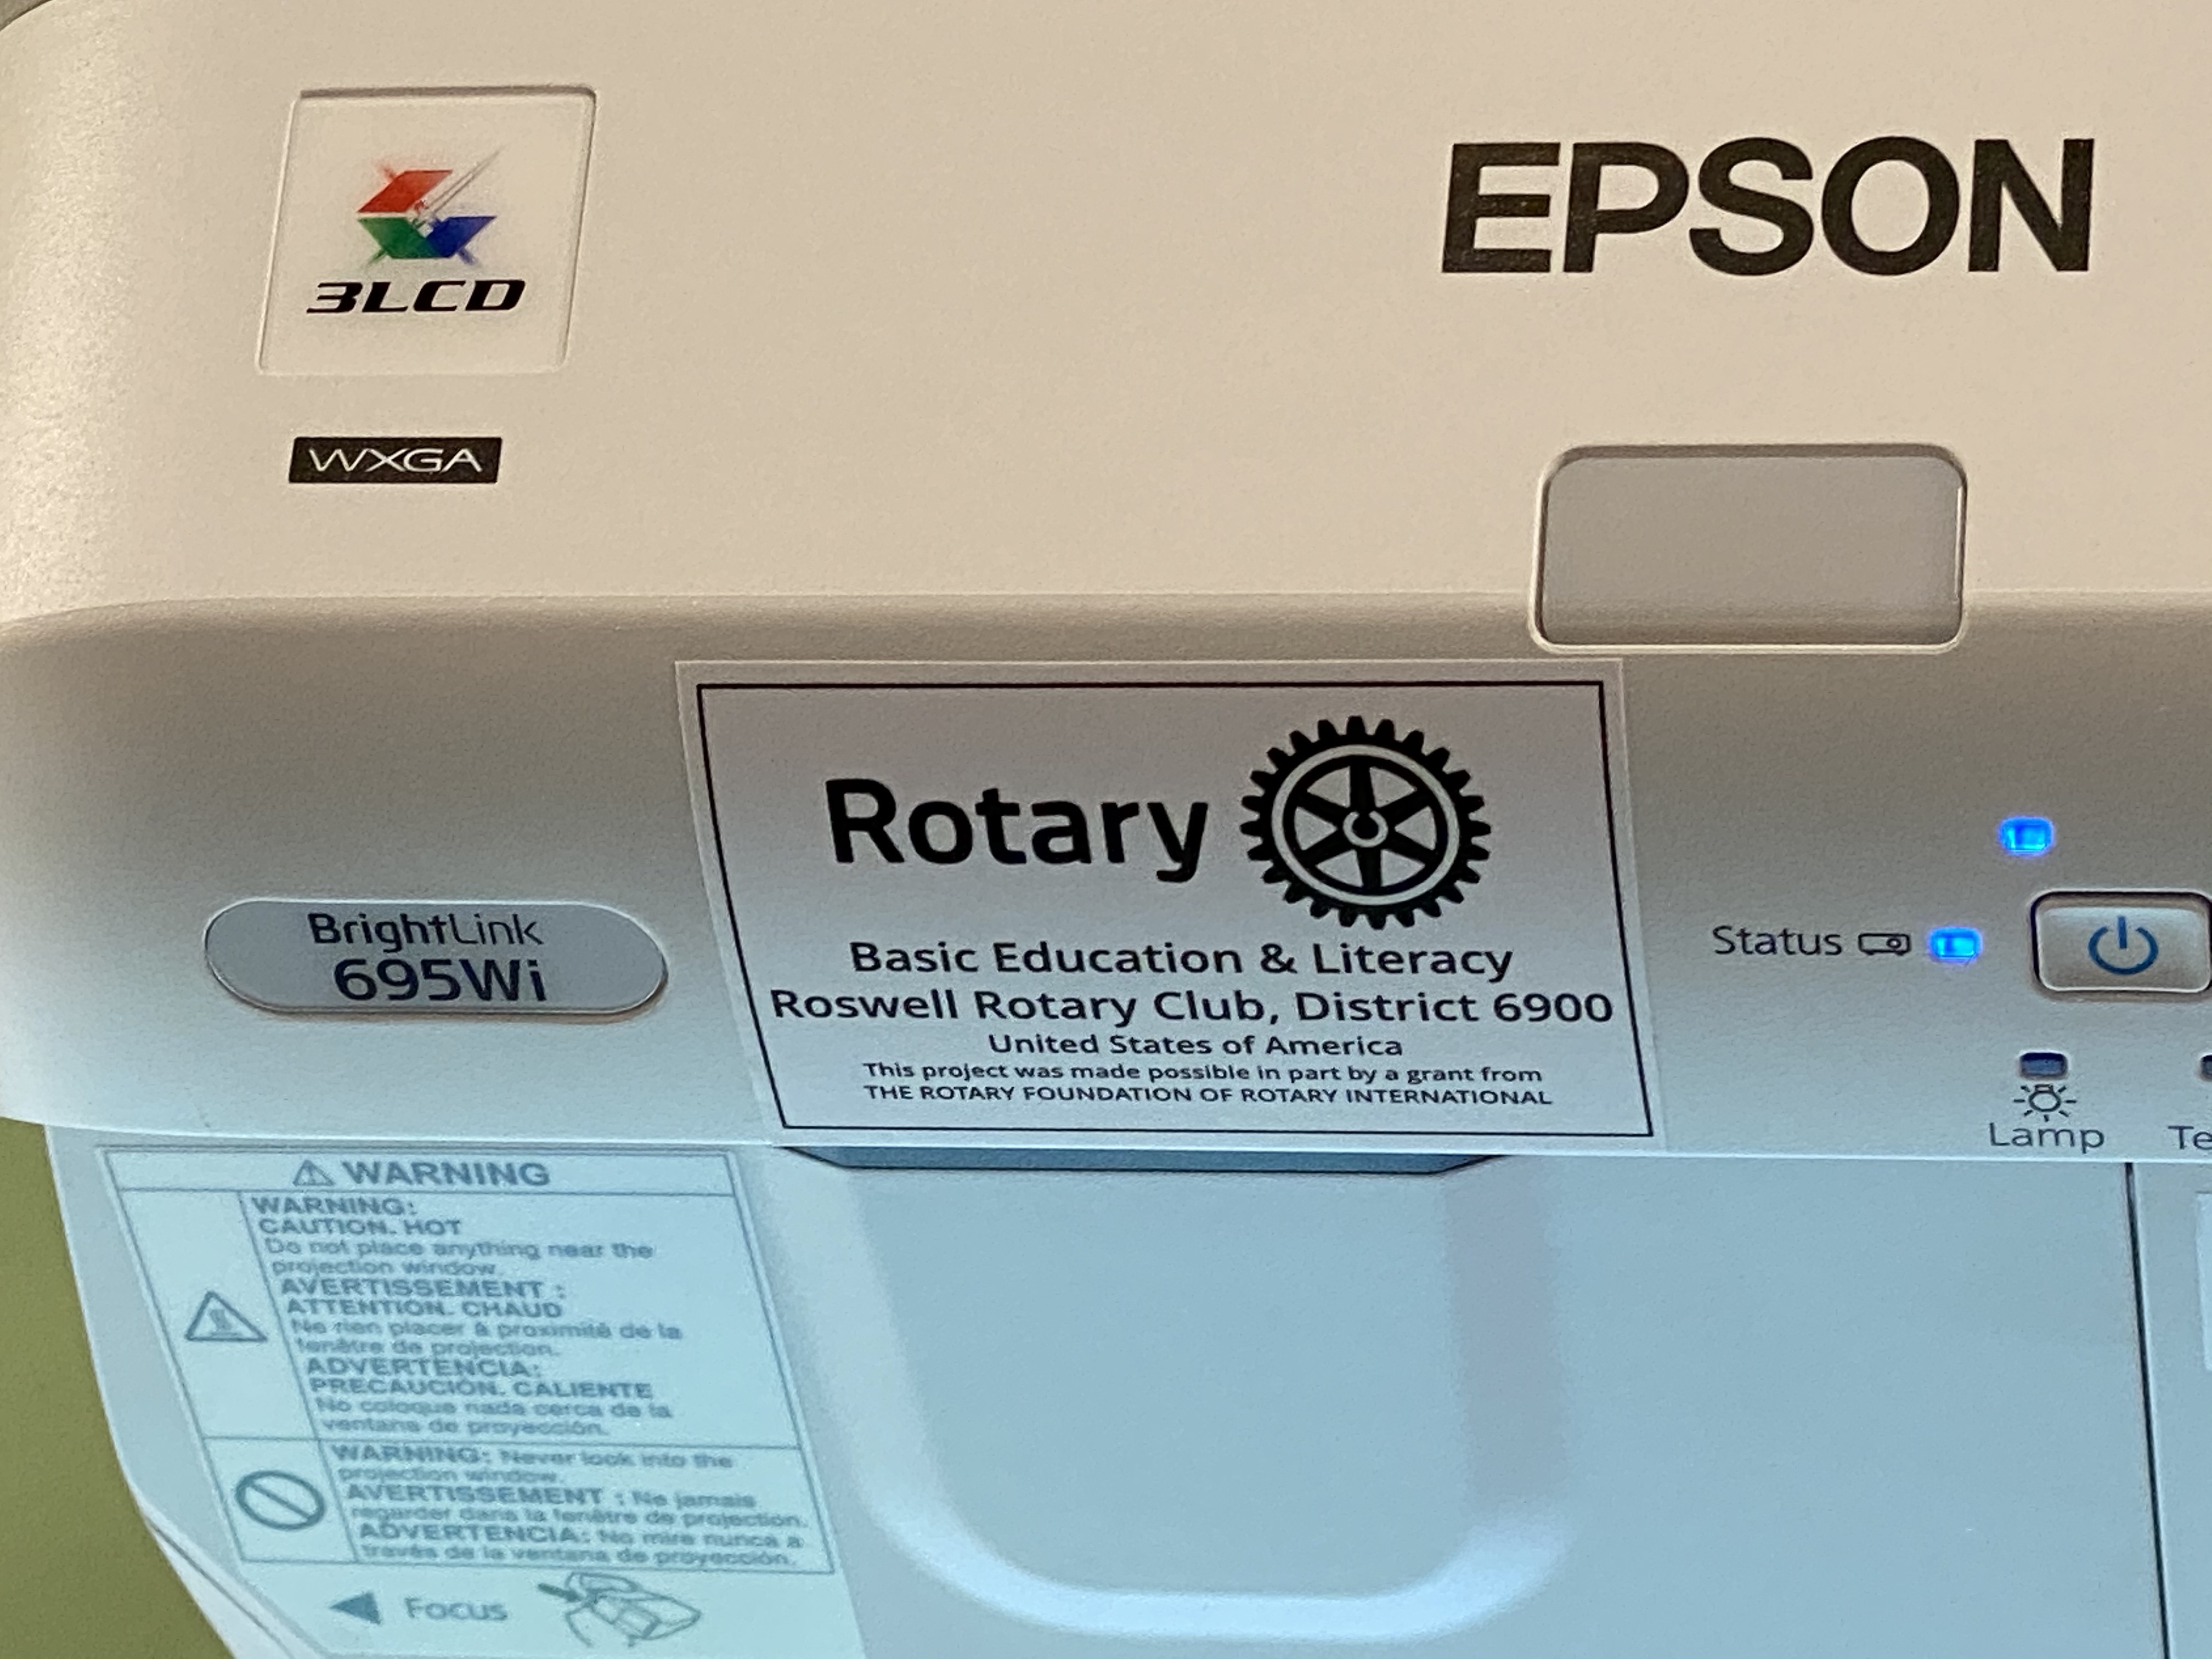 3LCD
EPSON
WXGA
Rotary
BrightLink
695Wi
Basic Education & Literacy
Roswell Rotary Club, District 6900
United States of America
This project was made possible in part by a grant from
THE ROTARY FOUNDATION OF ROTARY INTERNATIONAL
Status
Lamp
Te
WARNING
WARNING:
CAUTION. HOT
Do not place anything near the
projection window.
AVERTISSEMENT :
ATTENTION. CHAUD
Ne rien placer à proximité de la
fenêtre de projection.
ADVERTENCIA:
PRECAUCIÓN. CALIENTE
No coloque nada cerca de la
ventana de proyección.
WARNING: Never look into the
projection window.
AVERTISSEMENT : Ne jamais
regarder dans la fenêtre de projection.
ADVERTENCIA: No mire nunca a
través de la ventana de proyección.
Focus